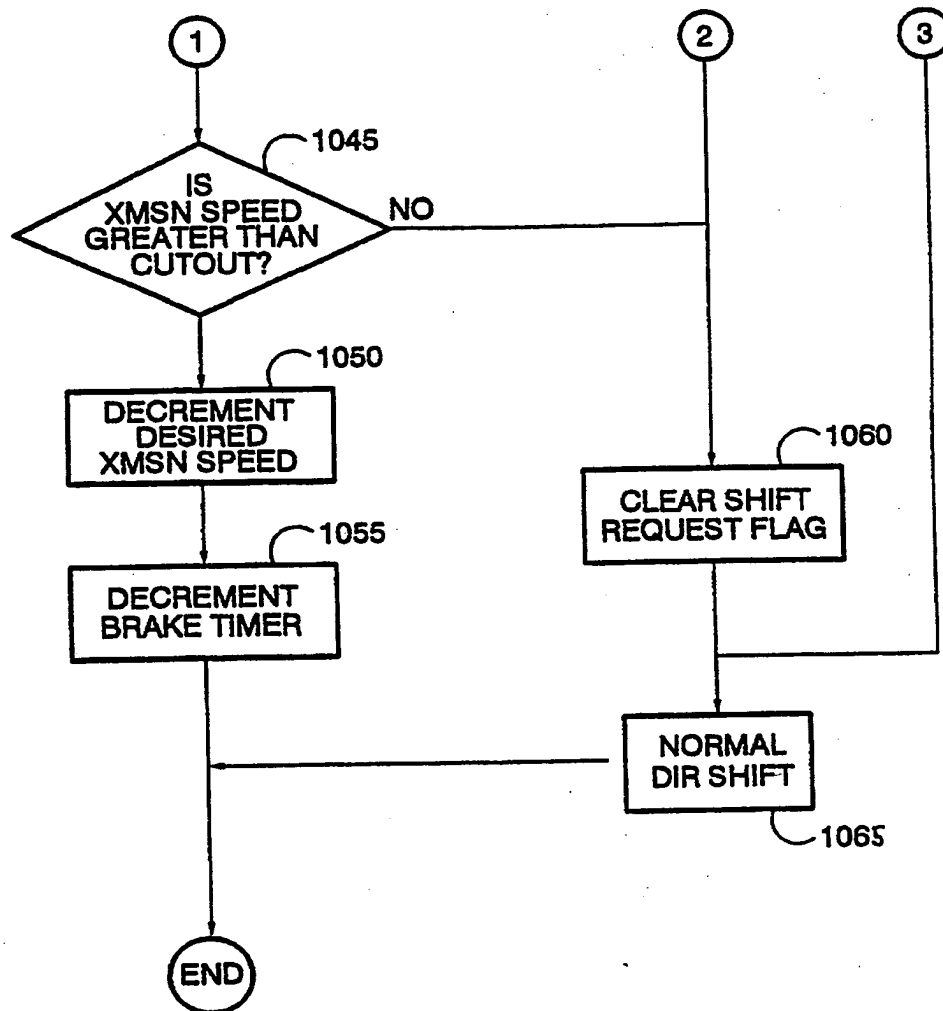 1
2
3
1045
IS
XMSN SPEED
GREATER THAN
CUTOUT?
NO
1050
DECREMENT
DESIRED
XMSN SPEED
1060
CLEAR SHIFT
REQUEST FLAG
1055
DECREMENT
BRAKE TIMER
NORMAL
DIR SHIFT
1065
END